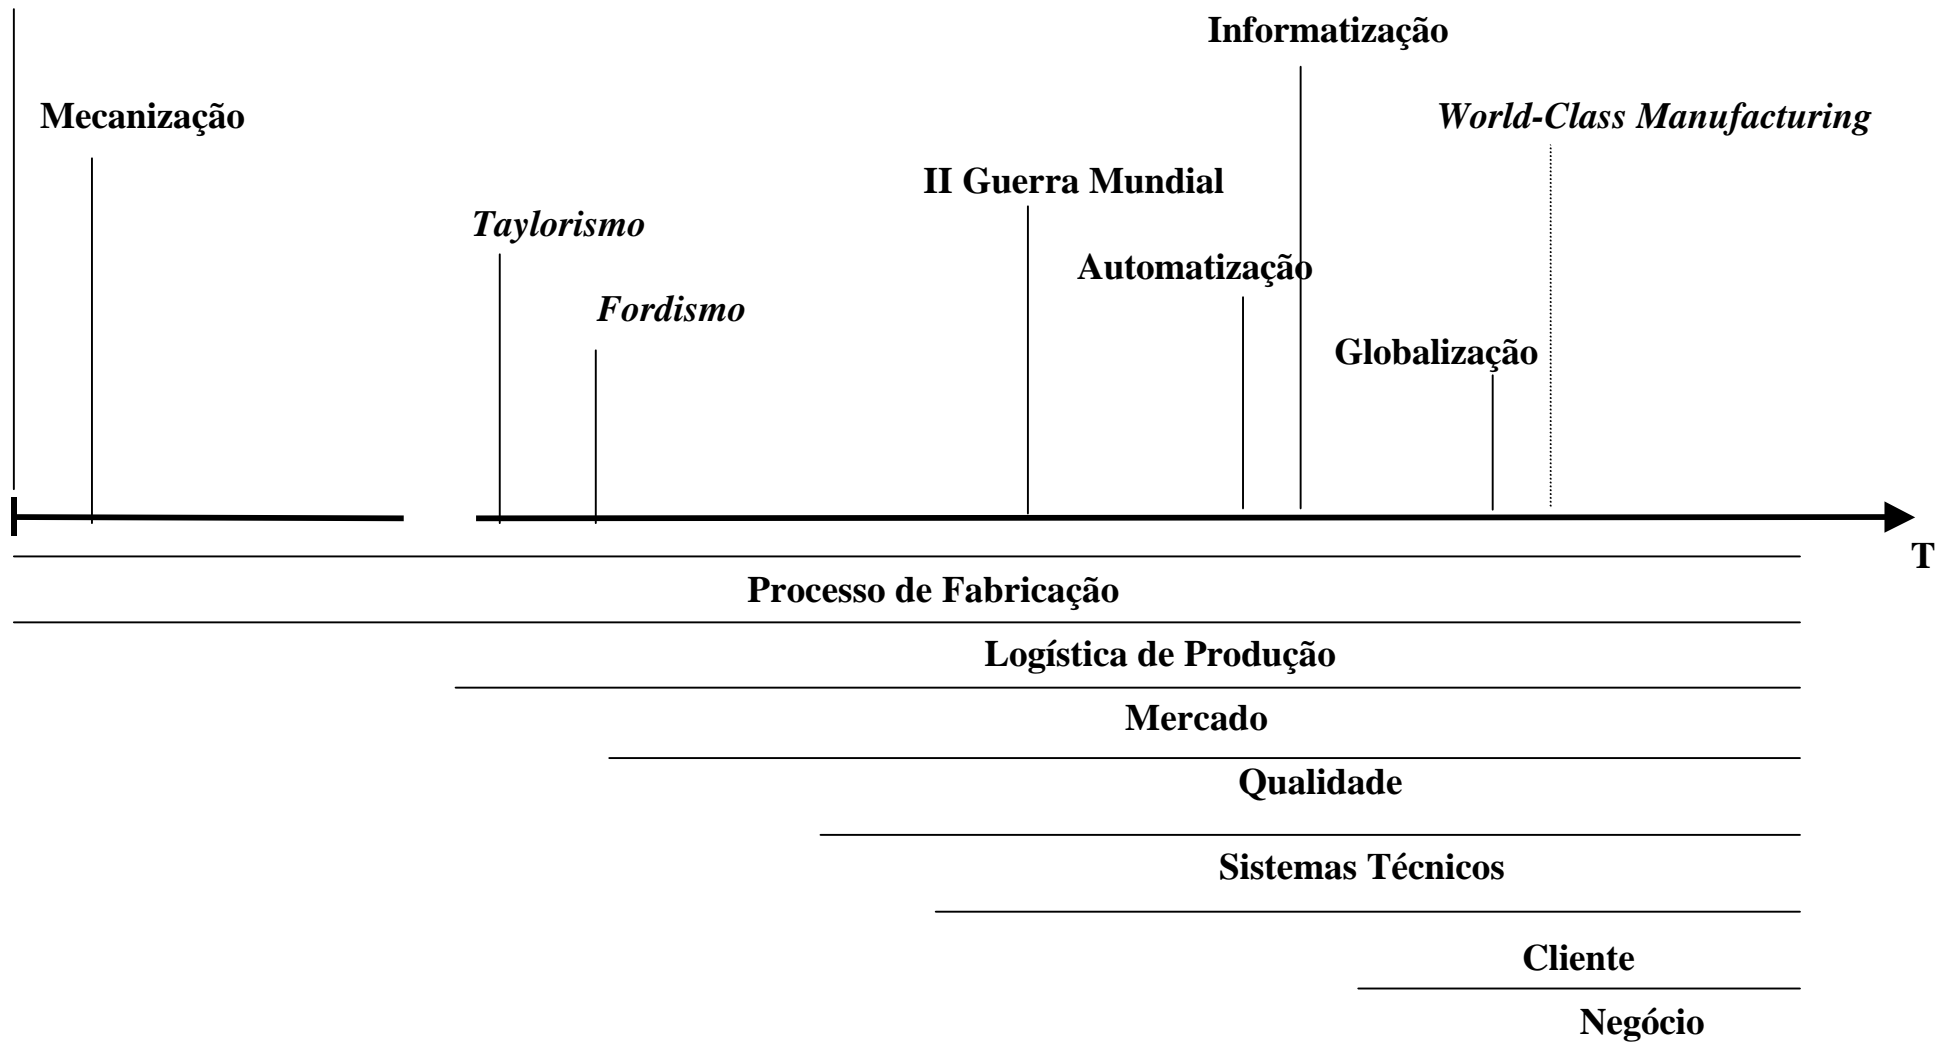 Informatização
Mecanização
World-Class Manufacturing
II Guerra Mundial
Taylorismo
Automatização
Fordismo
Globalização
T
Processo de Fabricação
Logística de Produção
Mercado
Qualidade
Sistemas Técnicos
Cliente
Negócio